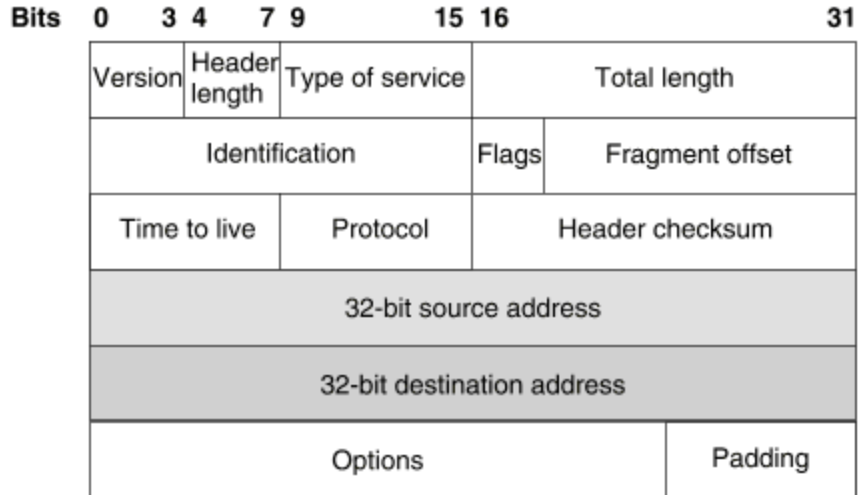 Bits 0 3 4 7 9 15 16 31
Version Header length Type of service Total length
Identification Flags Fragment offset
Time to live Protocol Header checksum
32-bit source address
32-bit destination address
Options Padding